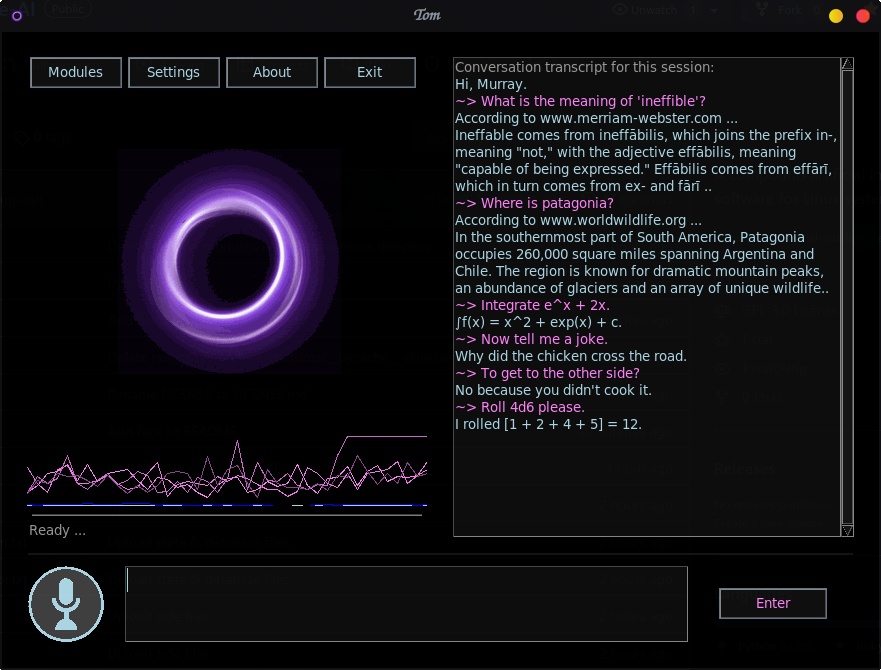 Tom
Modules
Settings
About
Exit
Conversation transcript for this session:
Hi, Murray.
~> What is the meaning of 'ineffible'?
According to www.merriam-webster.com ...
Ineffable comes from ineffābilis, which joins the prefix in-,
meaning "not," with the adjective effābilis, meaning
"capable of being expressed." Effābilis comes from effārī,
which in turn comes from ex- and fārī ..
~> Where is patagonia?
According to www.worldwildlife.org ...
In the southernmost part of South America, Patagonia
occupies 260,000 square miles spanning Argentina and
Chile. The region is known for dramatic mountain peaks,
an abundance of glaciers and an array of unique wildlife..
~> Integrate e^x + 2x.
∫f(x) = x^2 + exp(x) + c.
~> Now tell me a joke.
Why did the chicken cross the road.
~> To get to the other side?
No because you didn't cook it.
~> Roll 4d6 please.
I rolled [1 + 2 + 4 + 5] = 12.
Ready ...
Enter